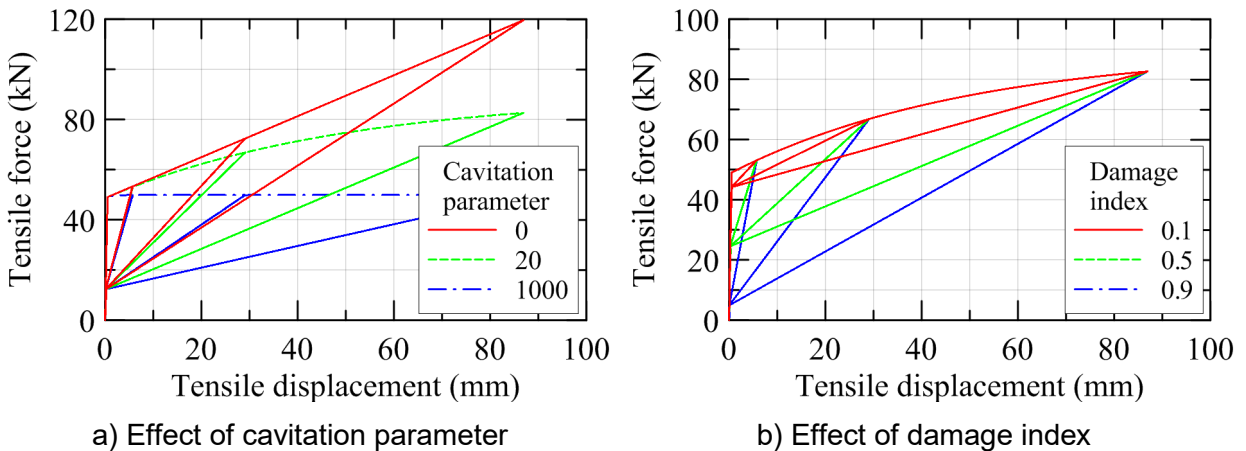 120
80
40
0
Tensile force (kN)
Cavitation
parameter
0
20
1000
0 20 40 60 80 100
Tensile displacement (mm)
a) Effect of cavitation parameter
100
80
60
40
20
0
Tensile force (kN)
Damage
index
0.1
0.5
0.9
0 20 40 60 80 100
Tensile displacement (mm)
b) Effect of damage index